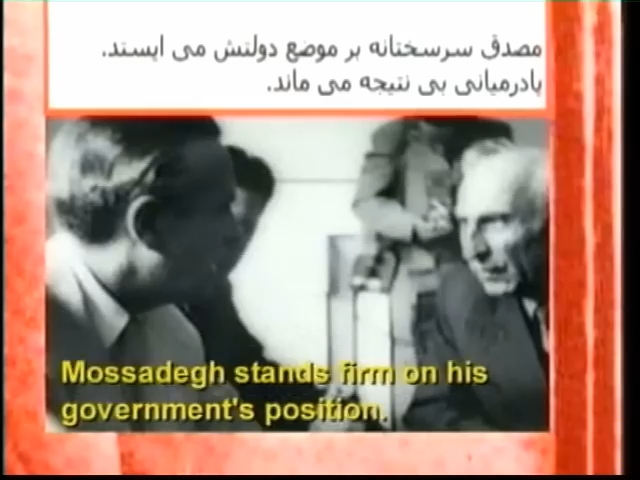 مصدق سرسختانه بر موضع دولتش می ایستد.
پادرمیانی بی نتیجه می ماند.
Mossadegh stands firm on his
government's position.